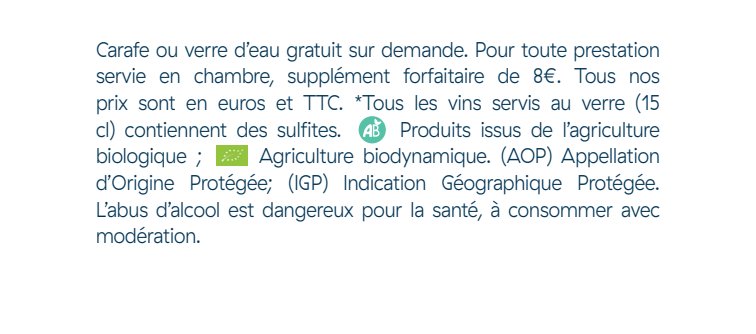 Carafe ou verre d’eau gratuit sur demande. Pour toute prestation
servie en chambre, supplément forfaitaire de 8€. Tous nos
prix sont en euros et TTC. *Tous les vins servis au verre (15
cl) contiennent des sulfites. AB Produits issus de l’agriculture
biologique ; Agriculture biodynamique. (AOP) Appellation
d’Origine Protégée; (IGP) Indication Géographique Protégée.
L’abus d’alcool est dangereux pour la santé, à consommer avec
modération.